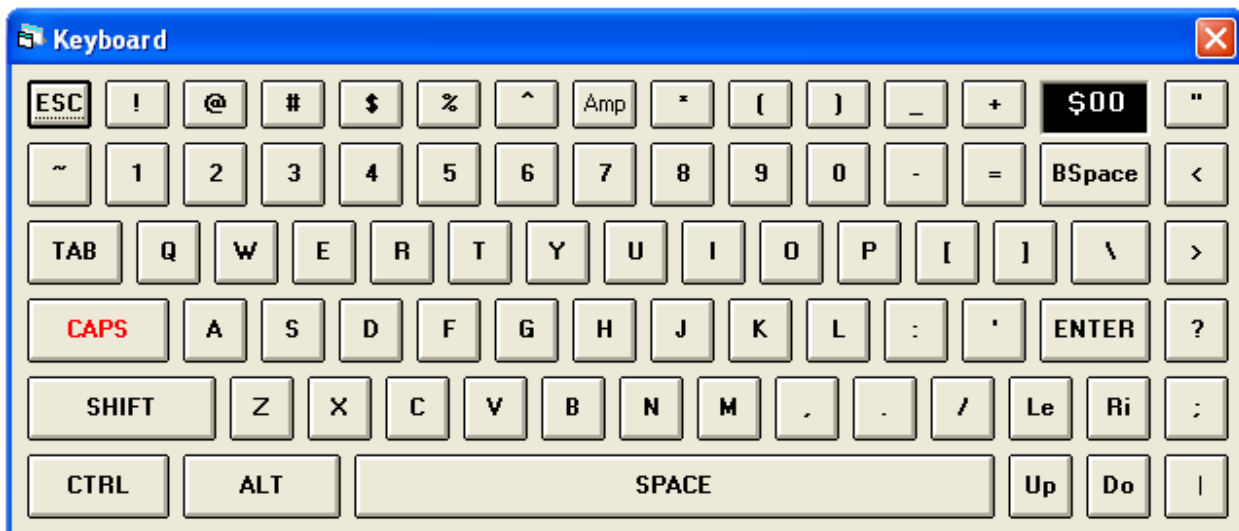 Keyboard
ESC ! @ # $ % ^ Amp * ( ) _ + $00 "
~ 1 2 3 4 5 6 7 8 9 0 - = BSpace <
TAB Q W E R T Y U I O P [ ] \ >
CAPS A S D F G H J K L : ' ENTER ?
SHIFT Z X C V B N M , . / Le Ri ;
CTRL ALT SPACE Up Do |